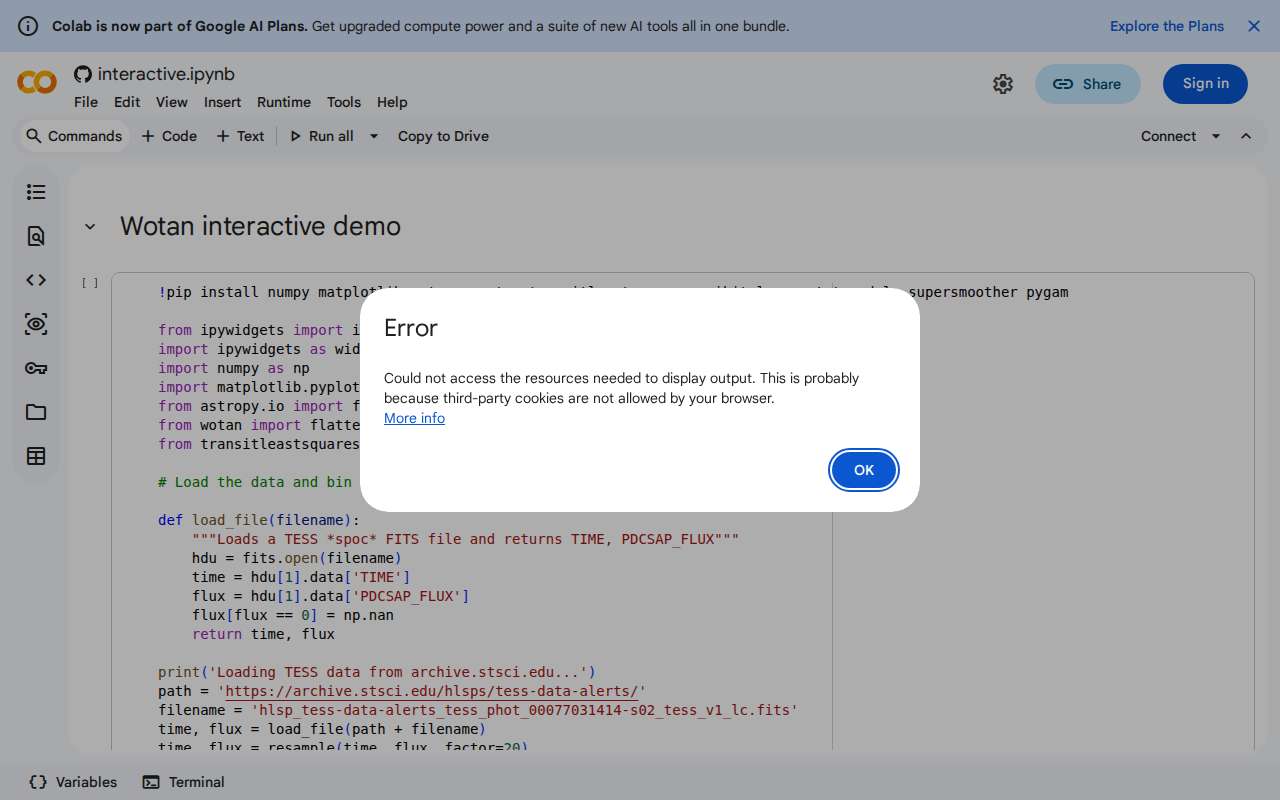 Colab is now part of Google AI Plans. Get upgraded compute power and a suite of new AI tools all in one bundle.
Explore the Plans
interactive.ipynb
File Edit View Insert Runtime Tools Help
Share
Sign in
Commands + Code + Text Run all Copy to Drive
Connect
Wotan interactive demo
[ ]
!pip install numpy supersmoother pygam
from ipywidgets import
import ipywidgets as
import numpy as np
import matplotlib.pyplot
from astropy.io import
from wotan import
from transitleastsquares
# Load the data and bin
def load_file(filename):
"""Loads a TESS *spoc* FITS file and returns TIME, PDCSAP_FLUX"""
hdu = fits.open(filename)
time = hdu[1].data['TIME']
flux = hdu[1].data['PDCSAP_FLUX']
flux[flux == 0] = np.nan
return time, flux
print('Loading TESS data from archive.stsci.edu...')
path = 'https://archive.stsci.edu/hlsps/tess-data-alerts/'
filename = 'hlsp_tess-data-alerts_tess_phot_00077031414-s02_tess_v1_lc.fits'
time, flux = load_file(path + filename)
time, flux = resample(time, flux, factor=20)
Error
Could not access the resources needed to display output. This is probably
because third-party cookies are not allowed by your browser.
More info
OK
Variables
Terminal